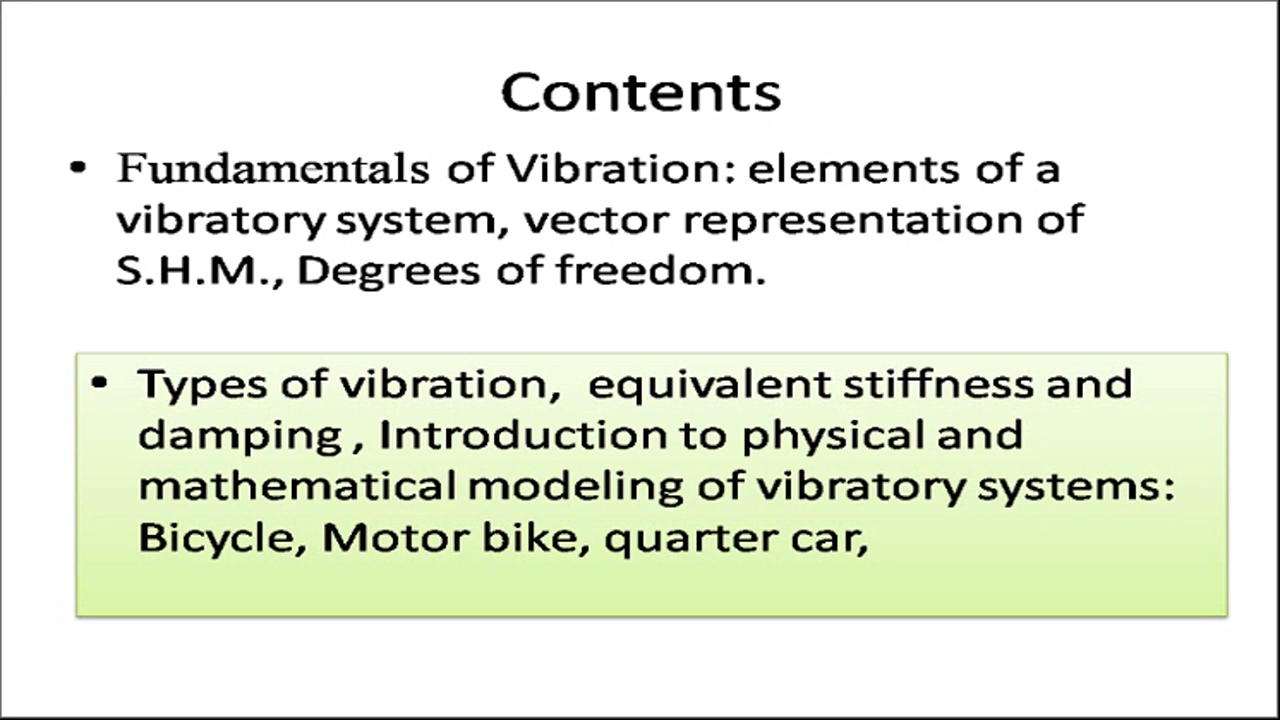 Contents
• Fundamentals of Vibration: elements of a
vibratory system, vector representation of
S.H.M., Degrees of freedom.
• Types of vibration, equivalent stiffness and
damping , Introduction to physical and
mathematical modeling of vibratory systems:
Bicycle, Motor bike, quarter car,